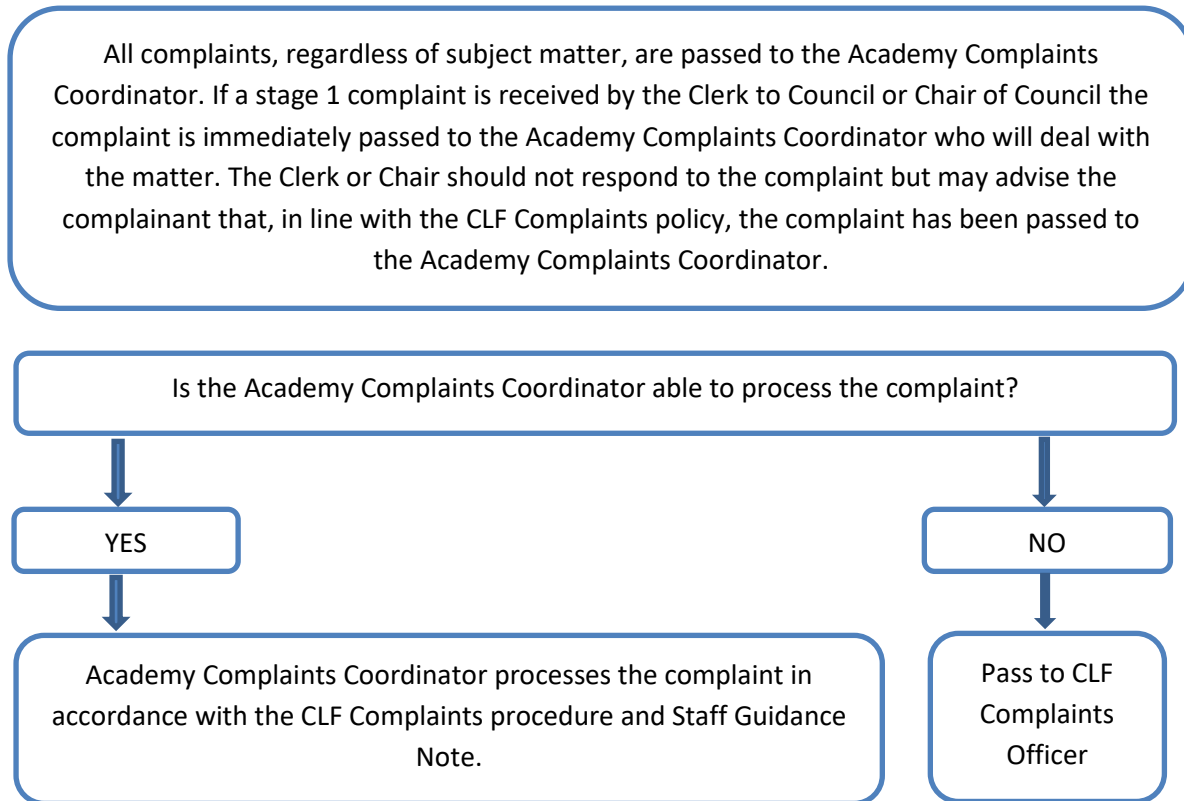 All complaints, regardless of subject matter, are passed to the Academy Complaints
Coordinator. If a stage 1 complaint is received by the Clerk to Council or Chair of Council the
complaint is immediately passed to the Academy Complaints Coordinator who will deal with
the matter. The Clerk or Chair should not respond to the complaint but may advise the
complainant that, in line with the CLF Complaints policy, the complaint has been passed to
the Academy Complaints Coordinator.
Is the Academy Complaints Coordinator able to process the complaint?
YES
NO
Academy Complaints Coordinator processes the complaint in
accordance with the CLF Complaints procedure and Staff Guidance
Note.
Pass to CLF
Complaints
Officer